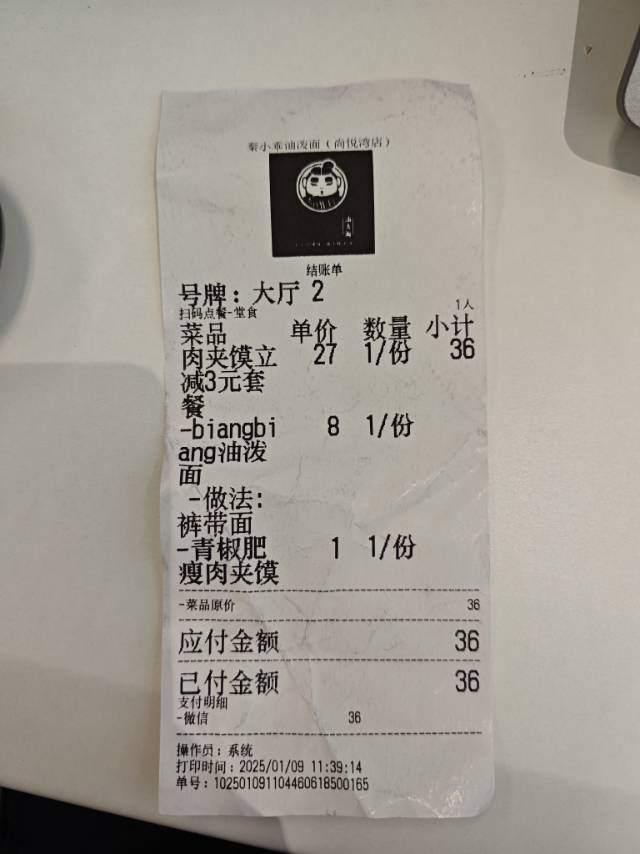 秦小乖油泼面（尚悦湾店）
结账单
号牌：大厅 2
1人
扫码点餐-堂食
菜品 单价 数量 小计
肉夹馍立 27 1/份 36
减3元套
餐
-biangbi 8 1/份
ang油泼
面
-做法：
裤带面
-青椒肥 1 1/份
瘦肉夹馍
-菜品原价 36
应付金额 36
已付金额 36
支付明细
-微信 36
操作员：系统
打印时间：2025/01/09 11:39:14
单号：102501091104460618500165